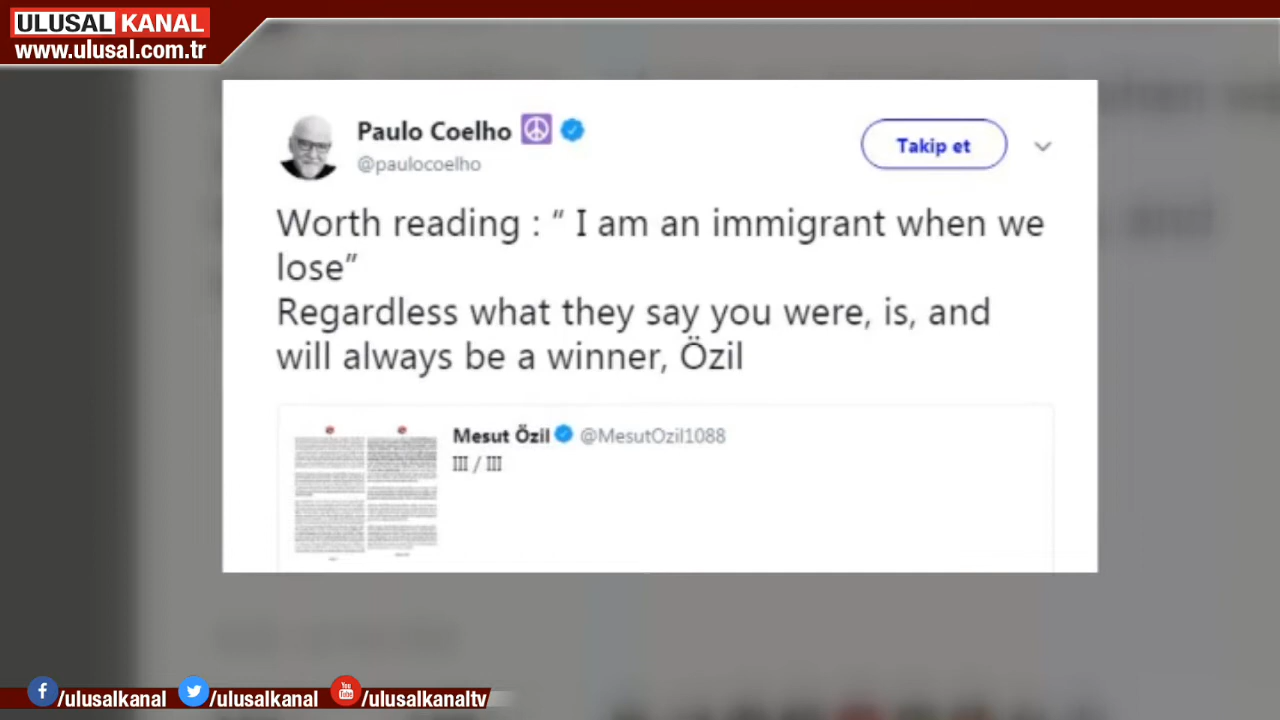 ULUSAL KANAL
www.ulusal.com.tr
Paulo Coelho
@paulocoelho
Takip et
Worth reading : “ I am an immigrant when we
lose”
Regardless what they say you were, is, and
will always be a winner, Özil
Mesut Özil @MesutOzil1088
III / III
/ulusalkanal /ulusalkanal /ulusalkanaltv